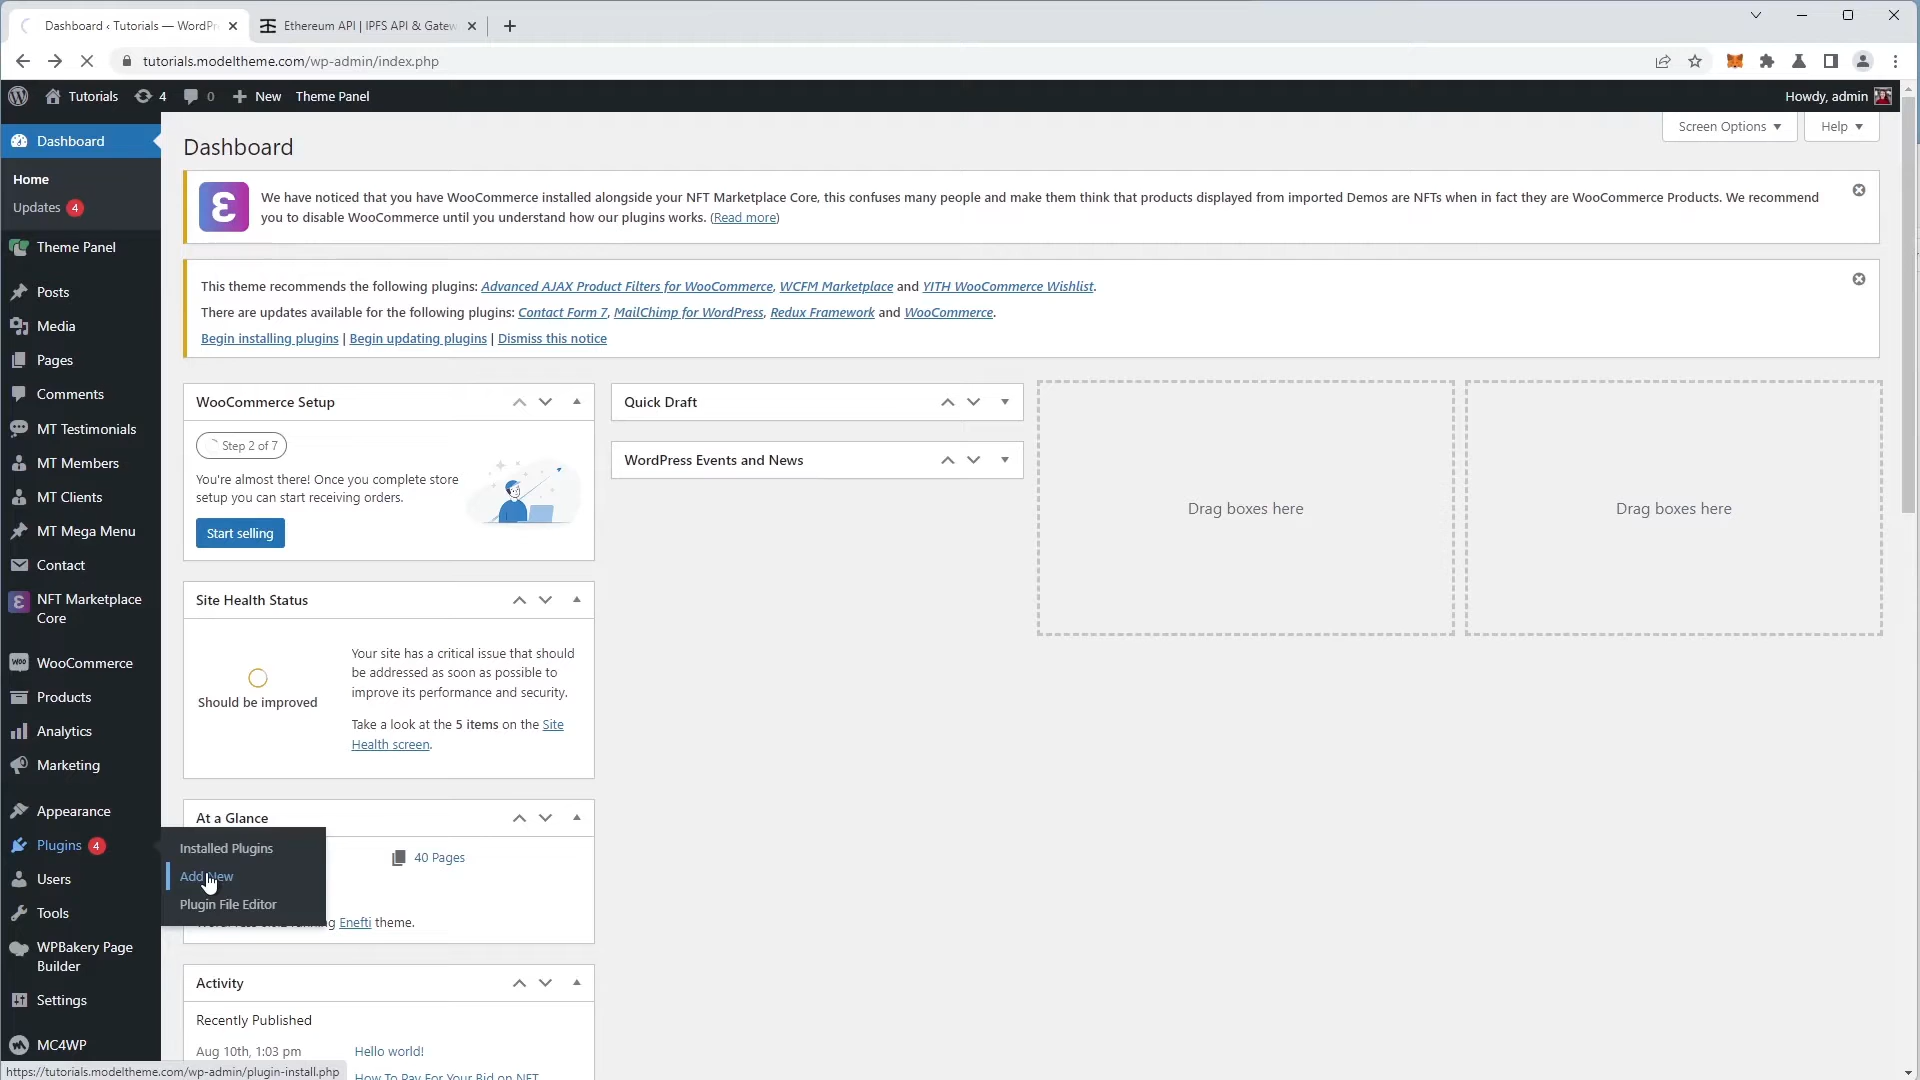 Dashboard ‹ Tutorials — WordPr
Ethereum API | IPFS API & Gatew
tutorials.modeltheme.com/wp-admin/index.php
Tutorials
4
0
New
Theme Panel
Howdy, admin
Dashboard
Home
Updates 4
Theme Panel
Posts
Media
Pages
Comments
MT Testimonials
MT Members
MT Clients
MT Mega Menu
Contact
NFT Marketplace
Core
WooCommerce
Products
Analytics
Marketing
Appearance
Plugins 4
Users
Tools
WPBakery Page
Builder
Settings
MC4WP
Installed Plugins
Add New
Plugin File Editor
Screen Options
Help
Dashboard
We have noticed that you have WooCommerce installed alongside your NFT Marketplace Core, this confuses many people and make them think that products displayed from imported Demos are NFTs when in fact they are WooCommerce Products. We recommend
you to disable WooCommerce until you understand how our plugins works. (Read more)
This theme recommends the following plugins: Advanced AJAX Product Filters for WooCommerce, WCFM Marketplace and YITH WooCommerce Wishlist.
There are updates available for the following plugins: Contact Form 7, MailChimp for WordPress, Redux Framework and WooCommerce.
Begin installing plugins | Begin updating plugins | Dismiss this notice
WooCommerce Setup
Step 2 of 7
You're almost there! Once you complete store
setup you can start receiving orders.
Start selling
Quick Draft
WordPress Events and News
Drag boxes here
Drag boxes here
Site Health Status
Should be improved
Your site has a critical issue that should
be addressed as soon as possible to
improve its performance and security.
Take a look at the 5 items on the Site
Health screen.
At a Glance
40 Pages
Enefti theme.
Activity
Recently Published
Aug 10th, 1:03 pm
Hello world!
How To Pay For Your Bid on NFT
https://tutorials.modeltheme.com/wp-admin/plugin-install.php